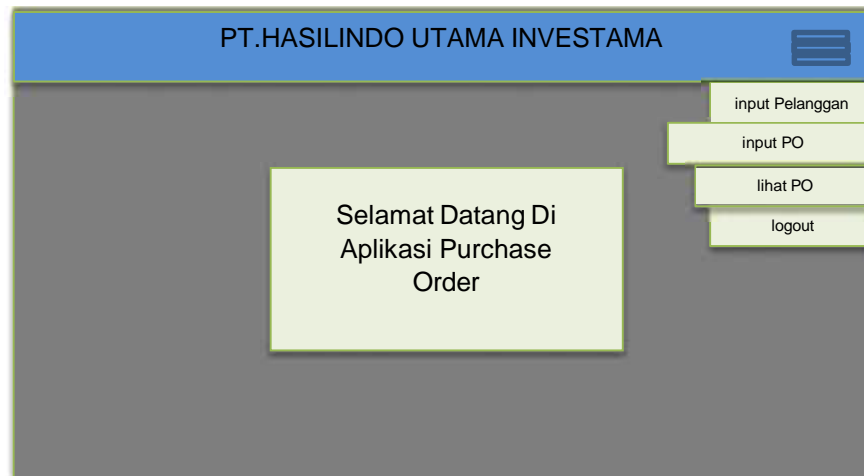 PT.HASILINDO UTAMA INVESTAMA
input Pelanggan
input PO
lihat PO
logout
Selamat Datang Di
Aplikasi Purchase
Order